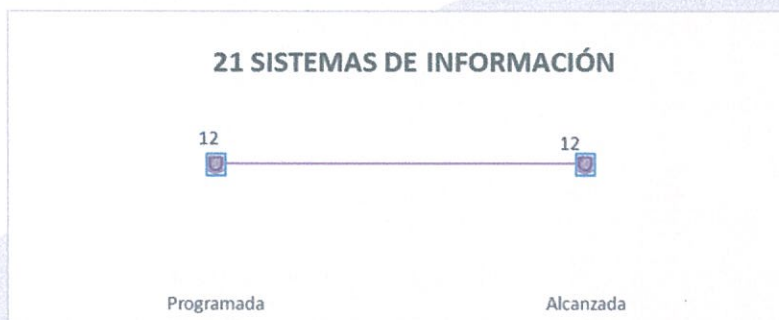 21 SISTEMAS DE INFORMACIÓN
12
12
Programada
Alcanzada